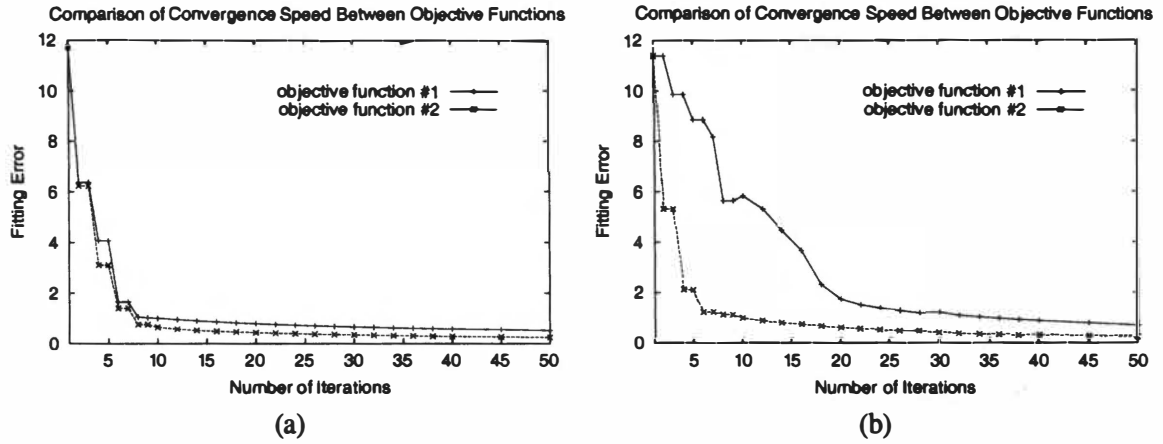 Comparison of Convergence Speed Between Objective Functions
12
10
8
6
4
2
0
Fitting Error
objective function #1
objective function #2
5 10 15 20 25 30 35 40 45 50
Number of Iterations
(a)
Comparison of Convergence Speed Between Objective Functions
12
10
8
6
4
2
0
Fitting Error
objective function #1
objective function #2
5 10 15 20 25 30 35 40 45 50
Number of Iterations
(b)